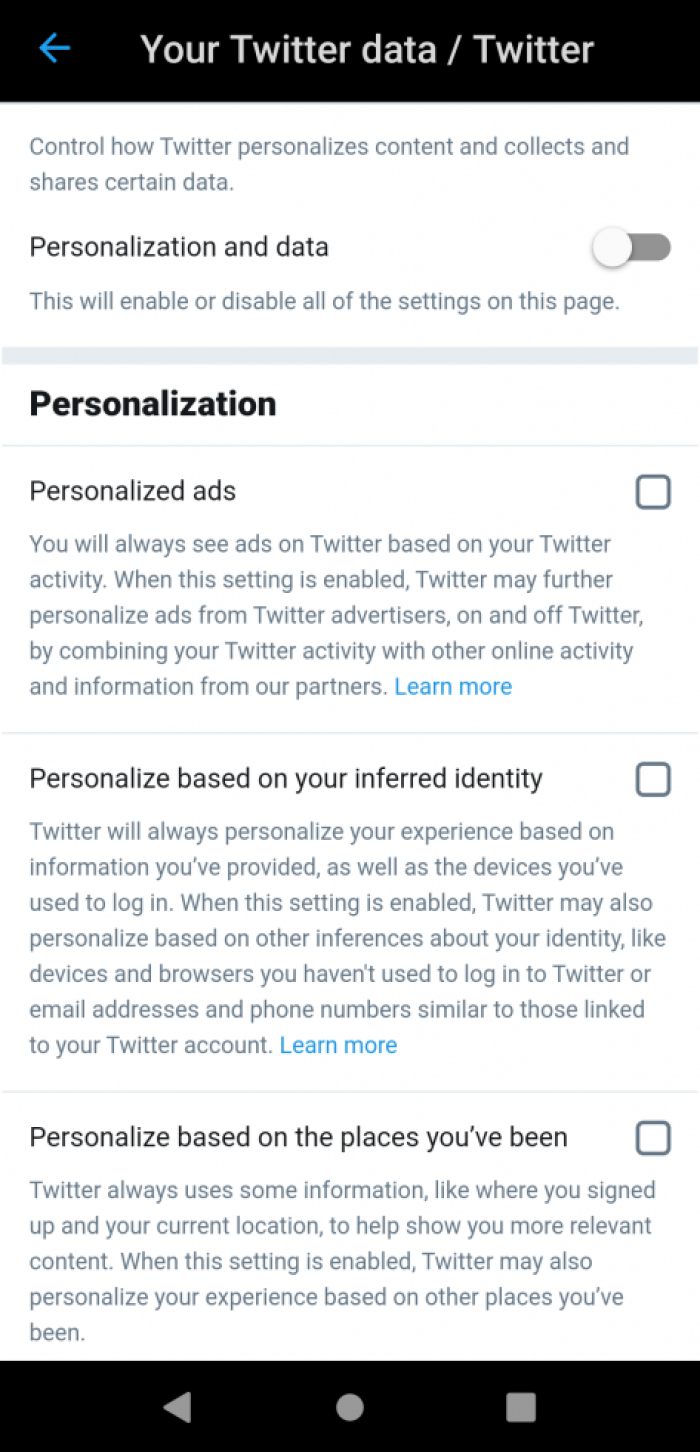 Your Twitter data / Twitter
Control how Twitter personalizes content and collects and
shares certain data.
Personalization and data
This will enable or disable all of the settings on this page.
Personalization
Personalized ads
You will always see ads on Twitter based on your Twitter
activity. When this setting is enabled, Twitter may further
personalize ads from Twitter advertisers, on and off Twitter,
by combining your Twitter activity with other online activity
and information from our partners. Learn more
Personalize based on your inferred identity
Twitter will always personalize your experience based on
information you’ve provided, as well as the devices you’ve
used to log in. When this setting is enabled, Twitter may also
personalize based on other inferences about your identity, like
devices and browsers you haven't used to log in to Twitter or
email addresses and phone numbers similar to those linked
to your Twitter account. Learn more
Personalize based on the places you’ve been
Twitter always uses some information, like where you signed
up and your current location, to help show you more relevant
content. When this setting is enabled, Twitter may also
personalize your experience based on other places you’ve
been.